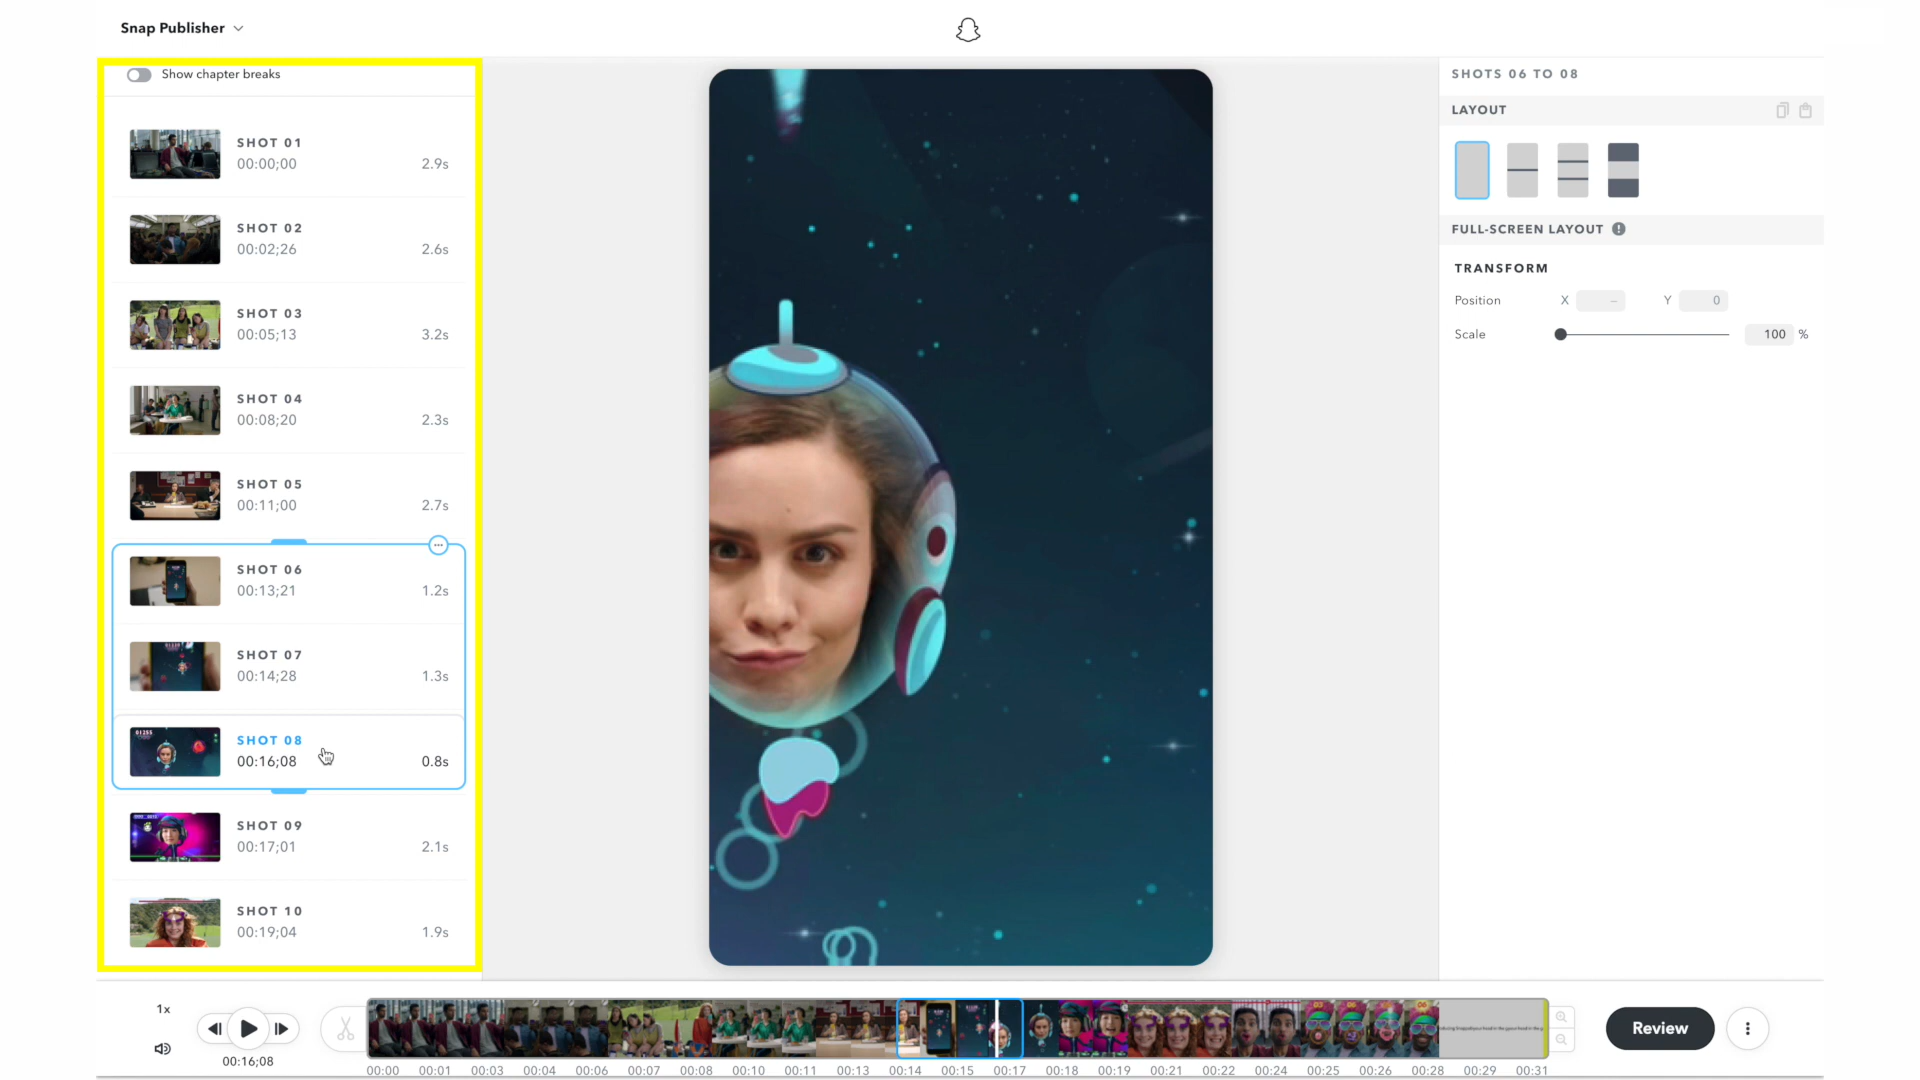 Snap Publisher
Show chapter breaks
SHOT 01
00:00;00
2.9s
SHOT 02
00:02;26
2.6s
SHOT 03
00:05;13
3.2s
SHOT 04
00:08;20
2.3s
SHOT 05
00:11;00
2.7s
SHOT 06
00:13;21
1.2s
SHOT 07
00:14;28
1.3s
01255
SHOT 08
00:16;08
0.8s
SHOT 09
00:17;01
2.1s
SHOT 10
00:19;04
1.9s
SHOTS 06 TO 08
LAYOUT
FULL-SCREEN LAYOUT
TRANSFORM
Position X – Y 0
Scale 100 %
1x
00:16;08
00:00 00:01 00:03 00:04 00:06 00:07 00:08 00:10 00:11 00:13 00:14 00:15 00:17 00:18 00:19 00:21 00:22 00:24 00:25 00:26 00:28 00:29 00:31
Review